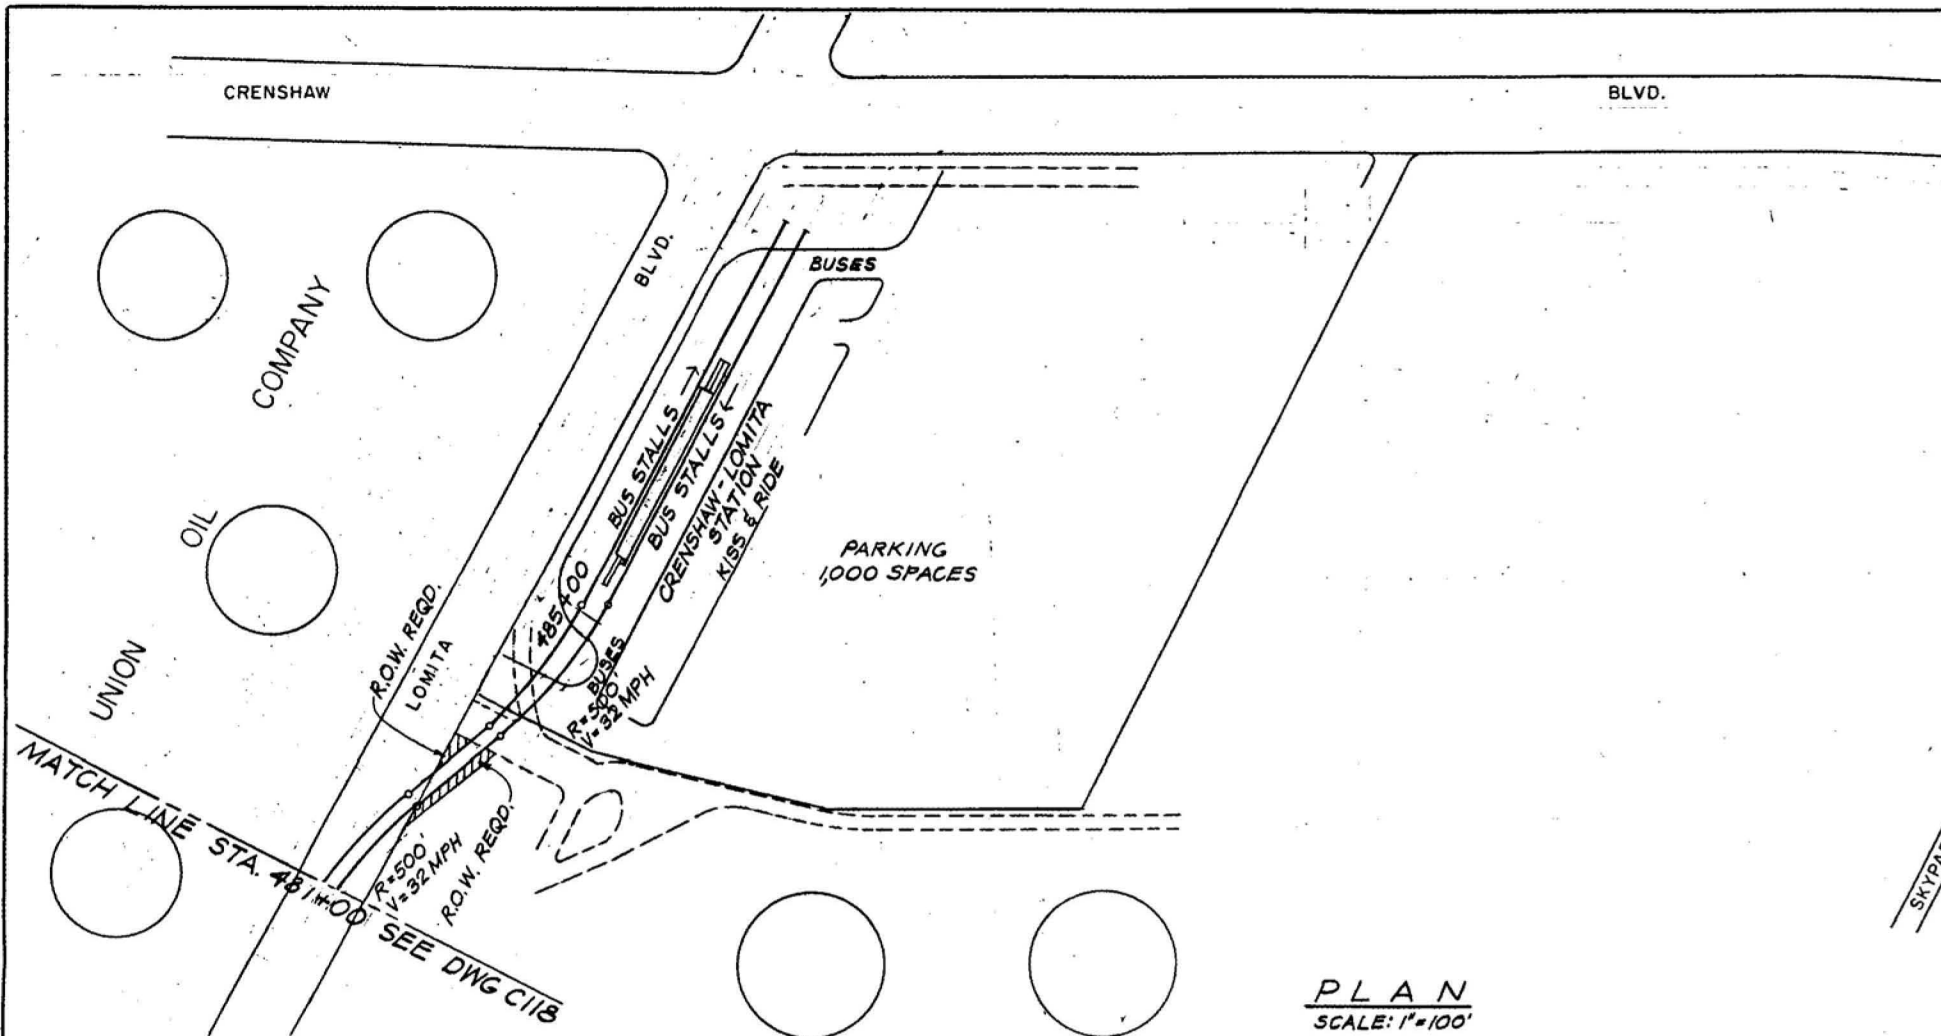 CRENSHAW
BLVD.
BLVD.
BUSES
COMPANY
OIL
UNION
BUS STALLS
BUS STALLS
CRENSHAW - LOMITA
STATION
KISS & RIDE
PARKING
1,000 SPACES
485+00
R.O.W. REQD.
LOMITA
BUSES
R=500'
V=32 MPH
MATCH LINE STA. 481+00 SEE DWG C118
R=500'
V=32 MPH
R.O.W. REQD.
PLAN
SCALE: 1"=100'